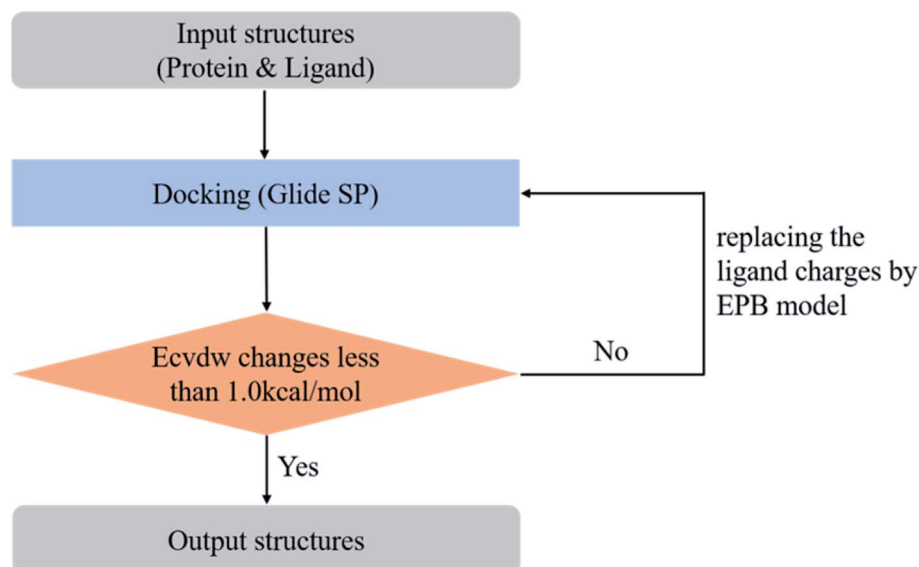 Input structures
(Protein & Ligand)
Docking (Glide SP)
replacing the
ligand charges by
EPB model
Ecvdw changes less
than 1.0kcal/mol
No
Yes
Output structures